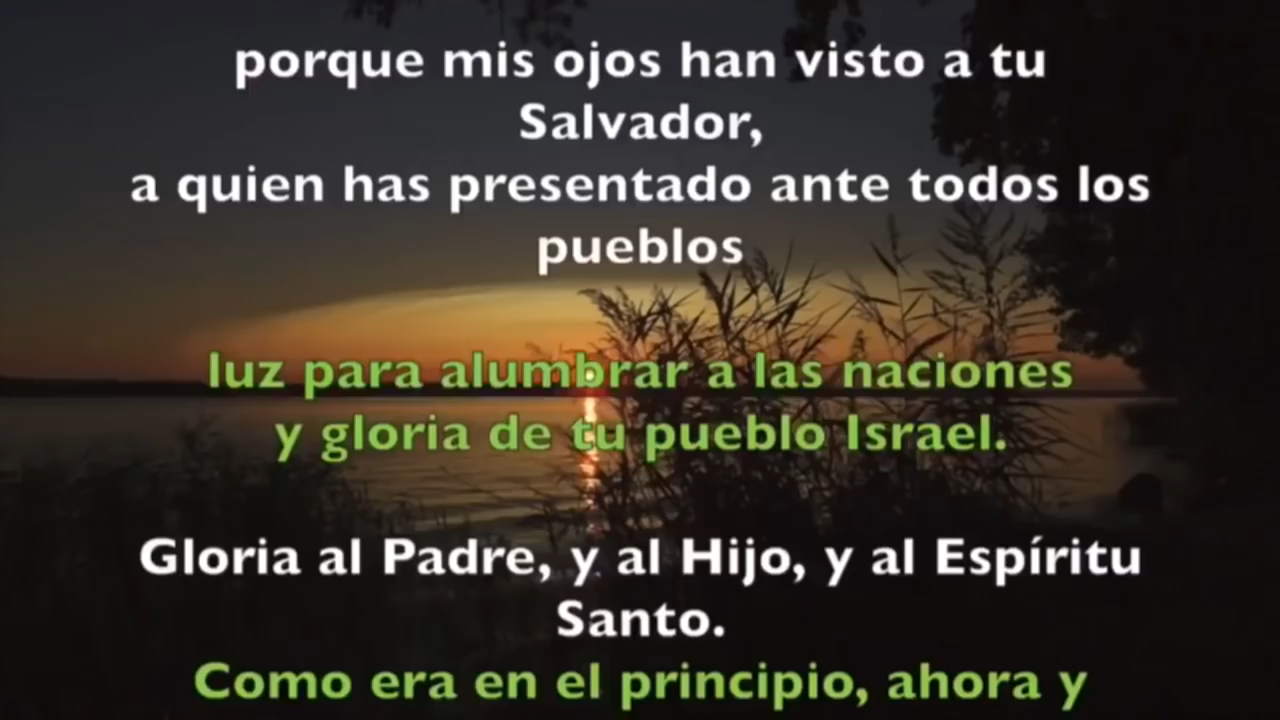 porque mis ojos han visto a tu
Salvador,
a quien has presentado ante todos los
pueblos
luz para alumbrar a las naciones
y gloria de tu pueblo Israel.
Gloria al Padre, y al Hijo, y al Espíritu
Santo.
Como era en el principio, ahora y